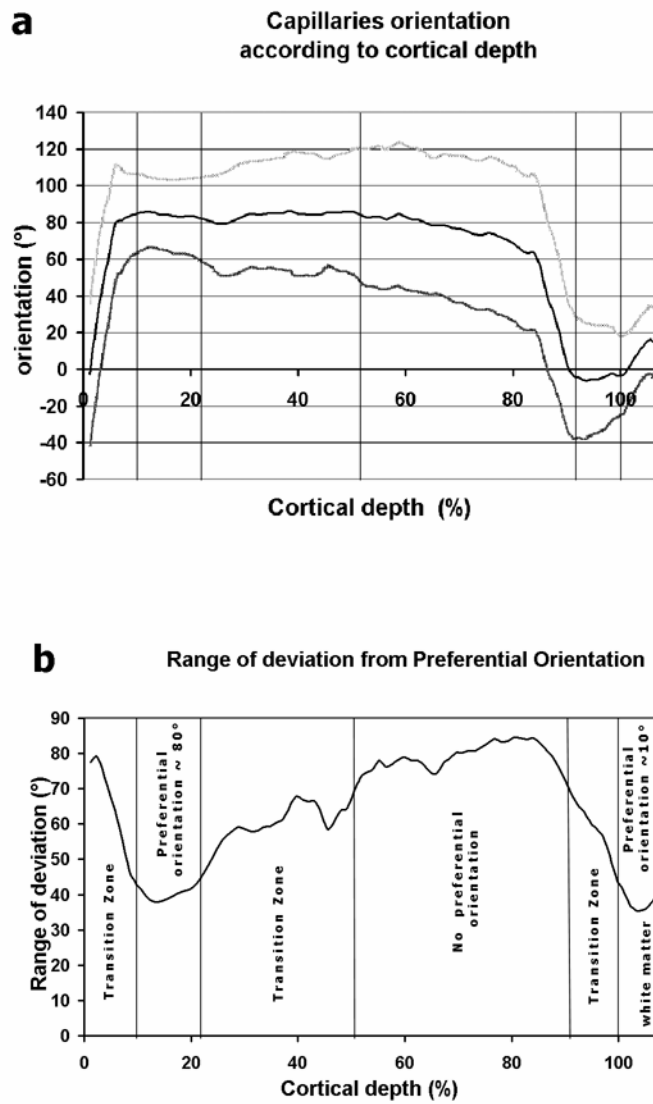 a
Capillaries orientation
according to cortical depth
140
120
100
80
60
40
20
0
-20
-40
-60
orientation (°)
0
20
40
60
80
100
Cortical depth (%)
b
Range of deviation from Preferential Orientation
90
80
70
60
50
40
30
20
10
0
Range of deviation (°)
Transition Zone
Preferential
orientation ~ 80°
Transition Zone
No preferential
orientation
Transition Zone
Preferential
orientation ~10°
white matter
0
20
40
60
80
100
Cortical depth (%)